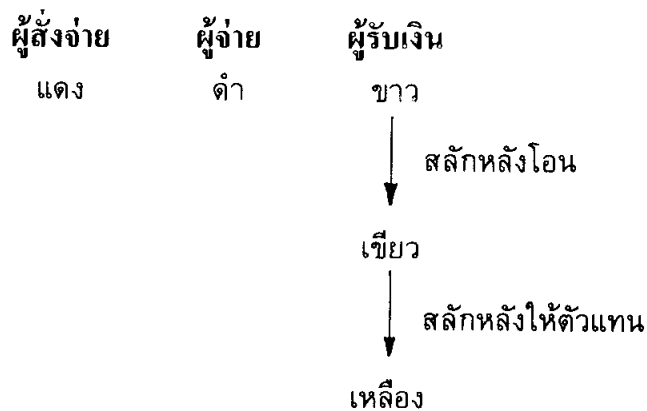 ผู้สั่งจ่าย ผู้จ่าย ผู้รับเงิน
แดง ดำ ขาว
สลักหลังโอน
เขียว
สลักหลังให้ตัวแทน
เหลือง